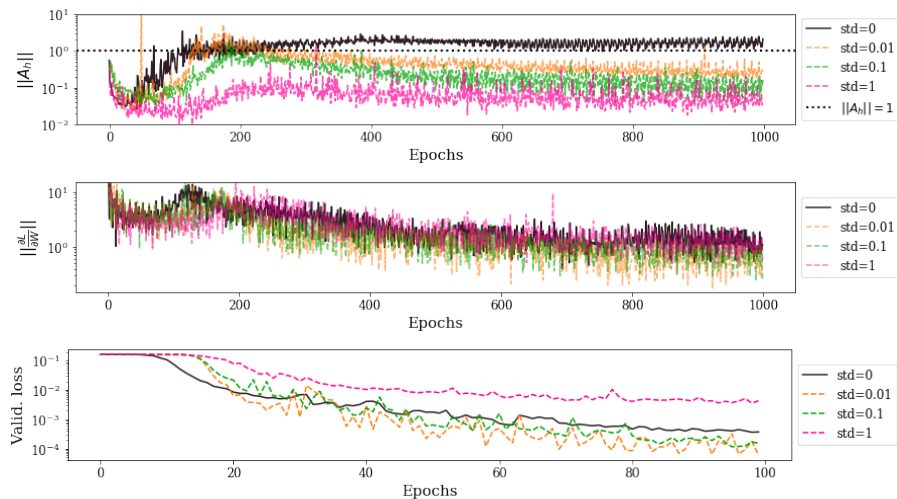 ||A_h||
10^1
10^0
10^-1
10^-2
0 200 400 600 800 1000
Epochs
std=0
std=0.01
std=0.1
std=1
||A_h|| = 1
||∂L/∂W||
10^1
10^0
0 200 400 600 800 1000
Epochs
std=0
std=0.01
std=0.1
std=1
Valid. loss
10^-1
10^-2
10^-3
10^-4
0 20 40 60 80 100
Epochs
std=0
std=0.01
std=0.1
std=1